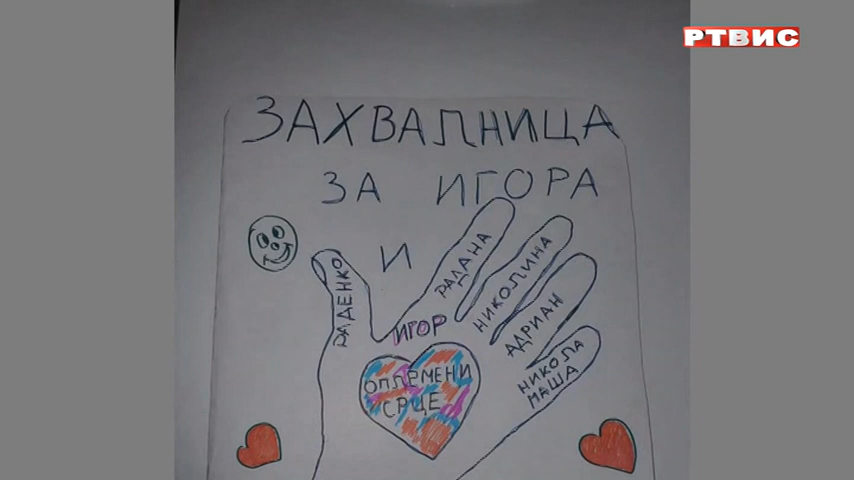 РТВИС
ЗАХВАЛНИЦА
ЗА ИГОРА
И
РАДЕНКО
РАДАНА
НИКОЛИНА
АДРИАН
НИКОЛА
МАША
ИГОР
ОПЛЕМЕНИ
СРЦЕ